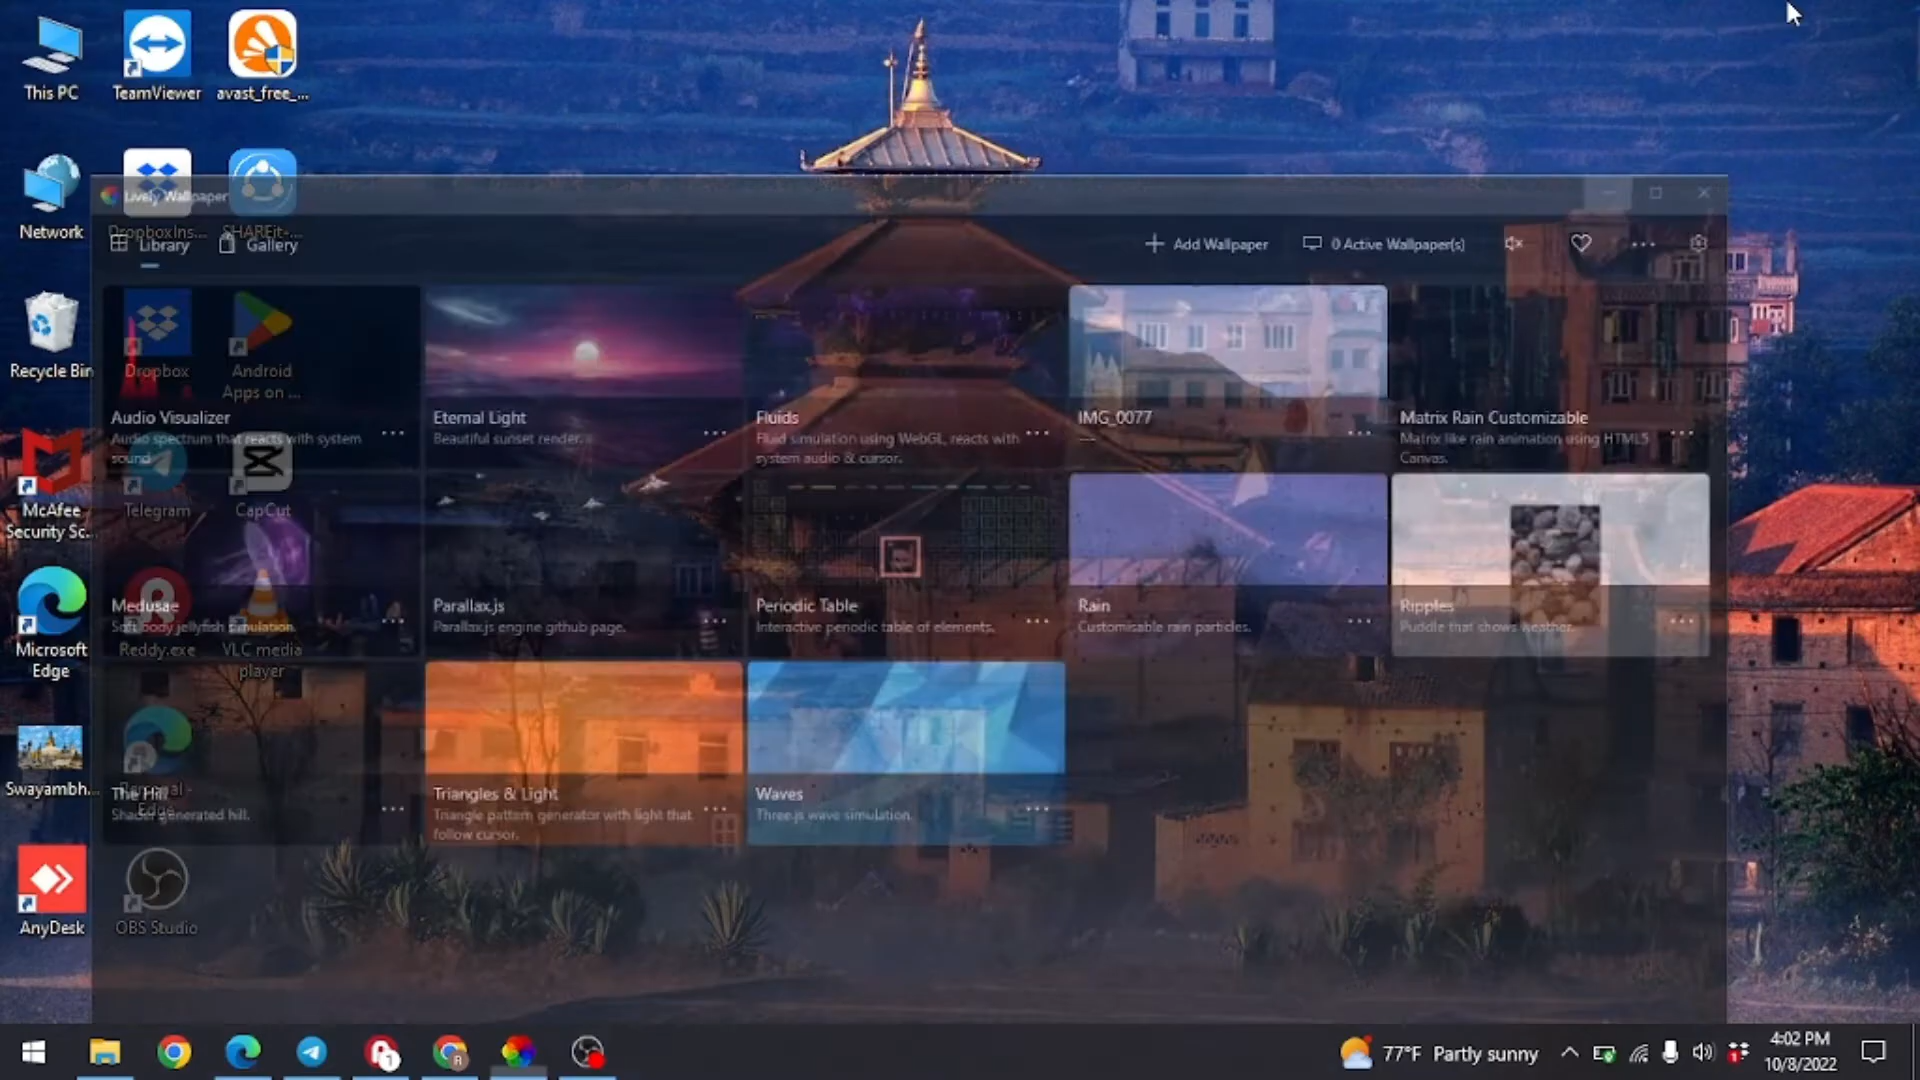 This PC
TeamViewer
avast_free_...
Network
DropboxIns...
SHAREit-...
Recycle Bin
Dropbox
Android
Apps on ...
McAfee
Security Sc...
Telegram
CapCut
Microsoft
Edge
Reddy.exe
VLC media
player
Swayambh...
Edge
AnyDesk
OBS Studio
Lively Wallpaper
Library
Gallery
Add Wallpaper
0 Active Wallpaper(s)
Audio Visualizer
Audio spectrum that reacts with system
sound
Eternal Light
Beautiful sunset render.
Fluids
Fluid simulation using WebGL, reacts with
system audio & cursor.
IMG_0077
Matrix Rain Customizable
Matrix like rain animation using HTML5
Canvas.
Medusae
Soft body jellyfish simulation.
Parallax.js
Parallax.js engine github page.
Periodic Table
Interactive periodic table of elements.
Rain
Customisable rain particles.
Ripples
Puddle that shows weather.
The Hill
Shader generated hill.
Triangles & Light
Triangle pattern generator with light that
follow cursor.
Waves
Three.js wave simulation.
77°F Partly sunny
4:02 PM
10/8/2022